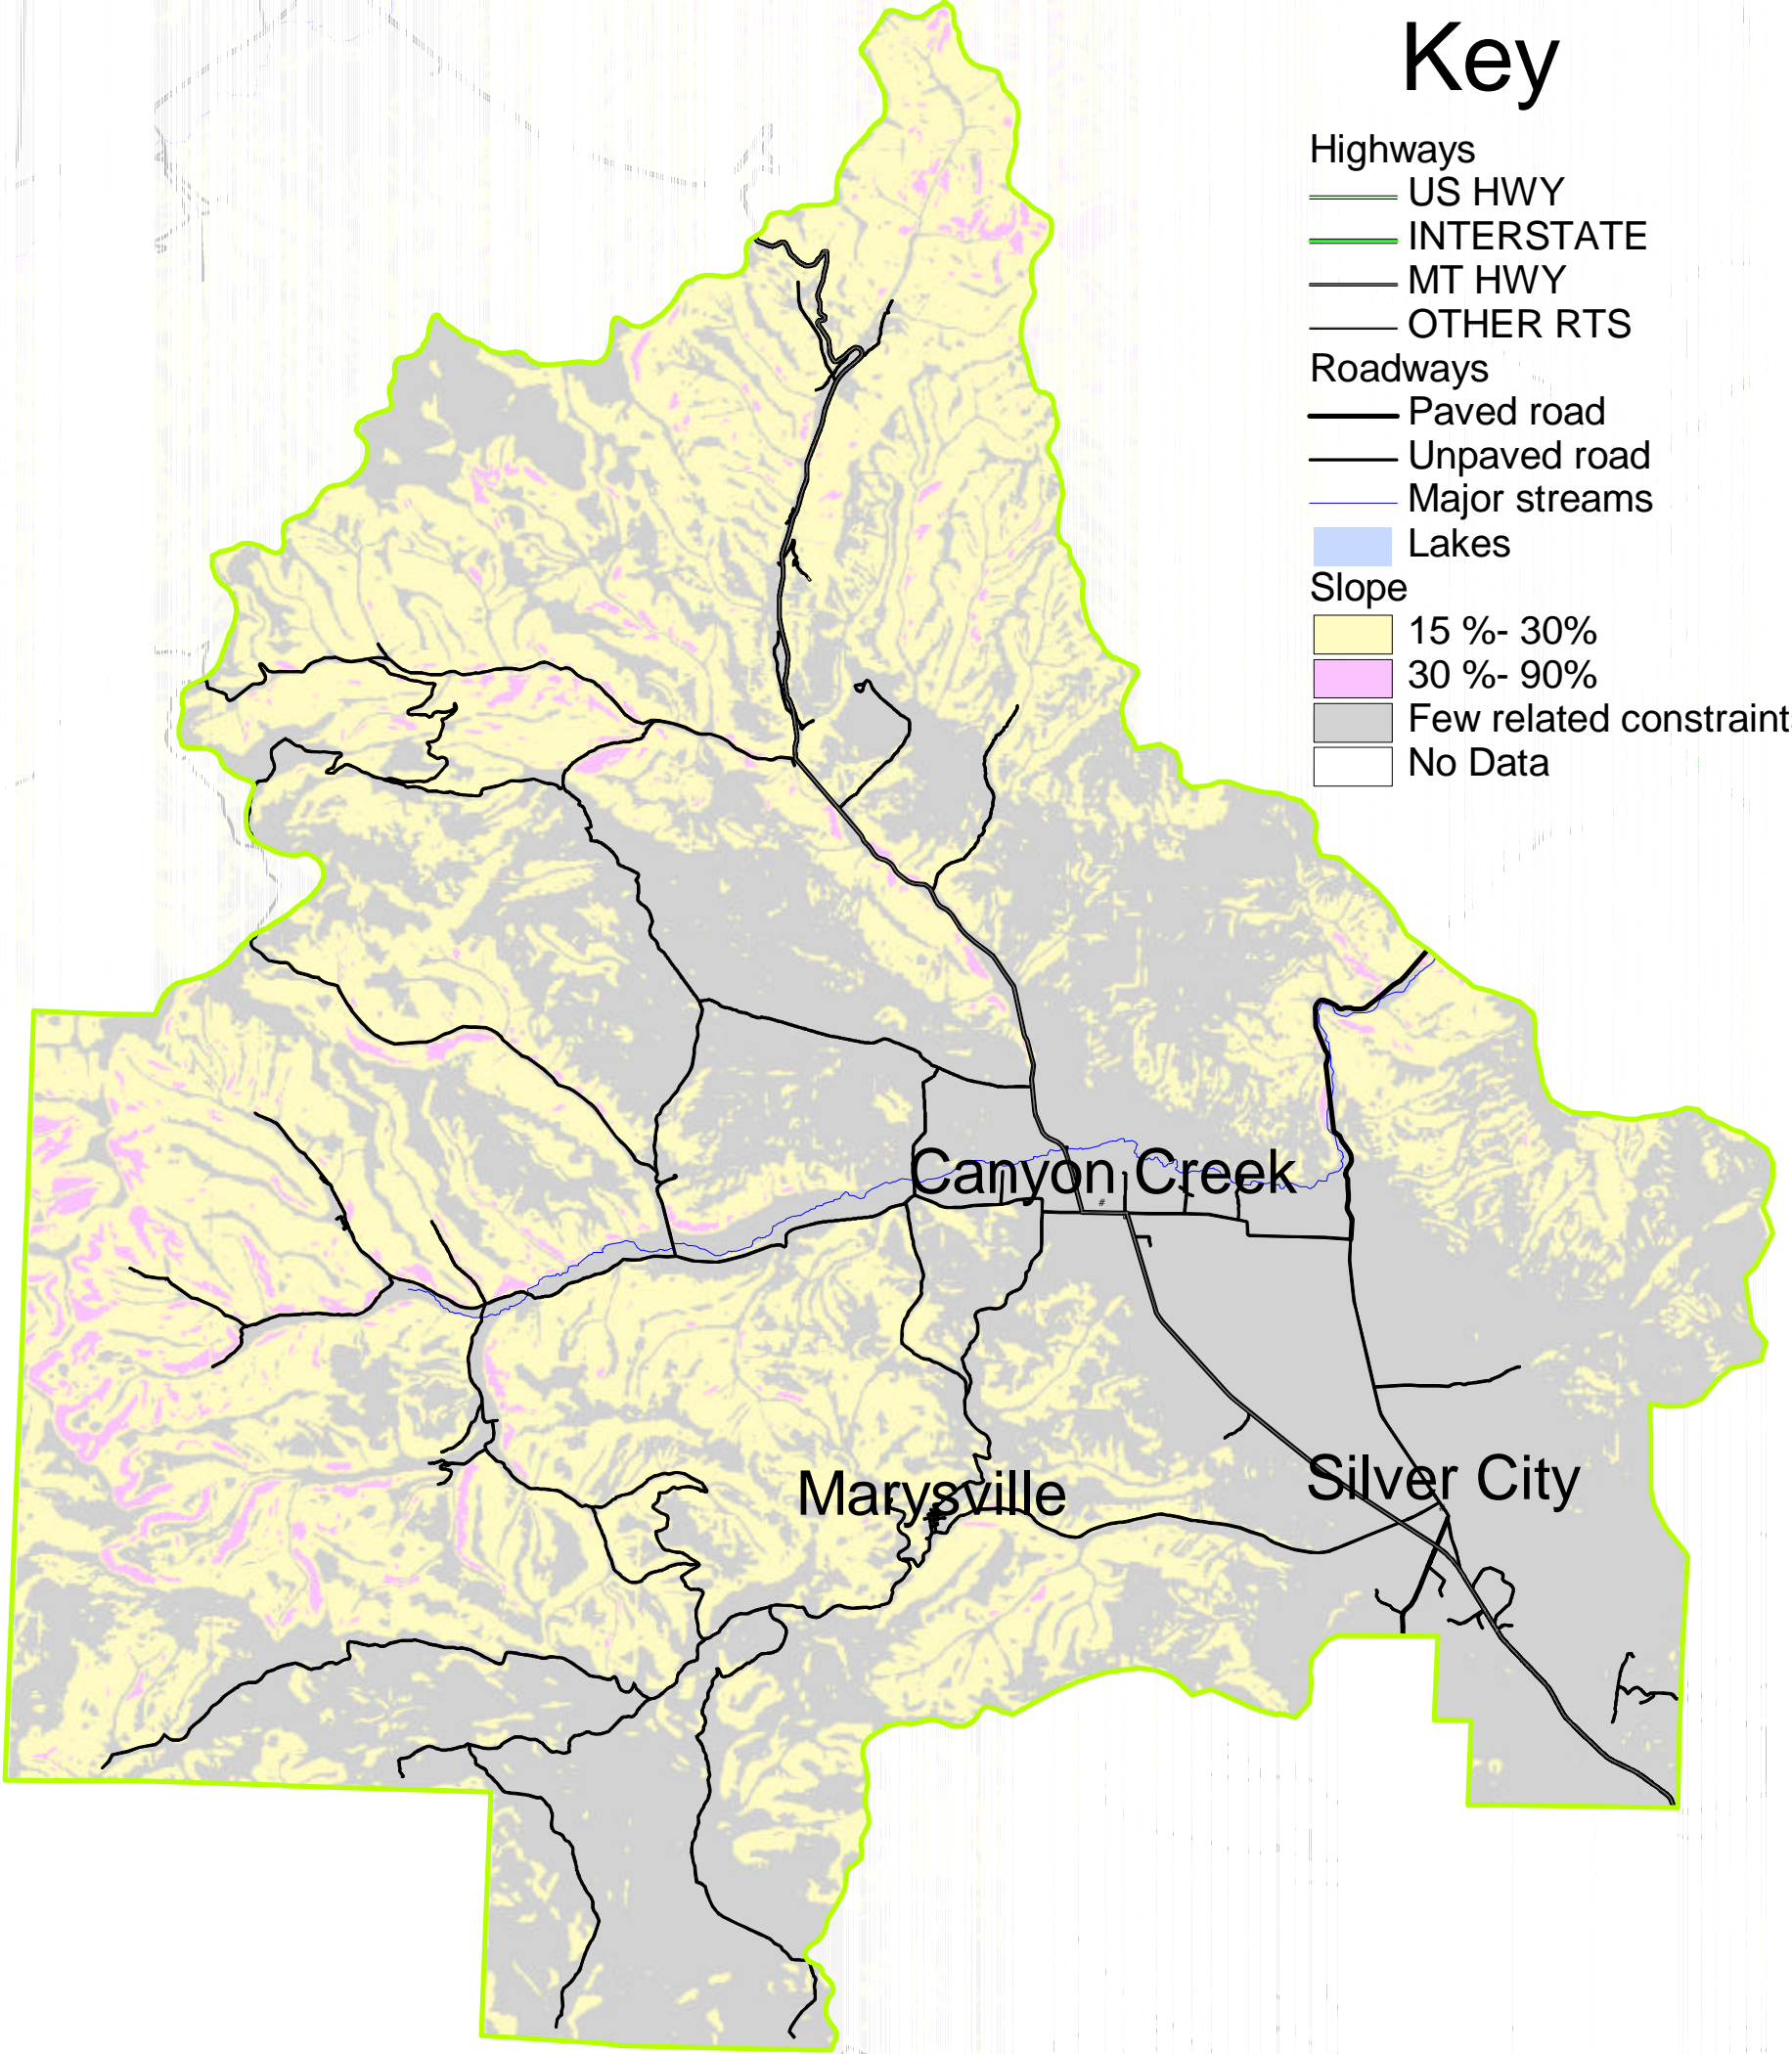 Key
Highways
US HWY
INTERSTATE
MT HWY
OTHER RTS
Roadways
Paved road
Unpaved road
Major streams
Lakes
Slope
15 %- 30%
30 %- 90%
Few related constraint
No Data
Canyon Creek
#
Marysville
Silver City